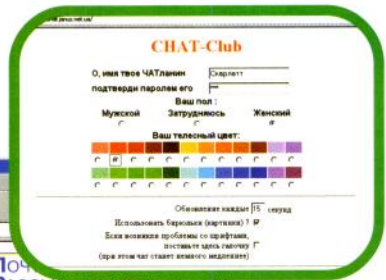 CHAT-Club
О, имя твое ЧАТланин Скарлетт
подтверди паролем его
Ваш пол :
Мужской Затрудняюсь Женский
Ваш телесный цвет:
Обновление каждые 15 секунд
Использовать бирюльки (картинки) ?
Если возникли проблемы со шрифтами,
поставьте здесь галочку
(при этом чат станет немного медленнее)